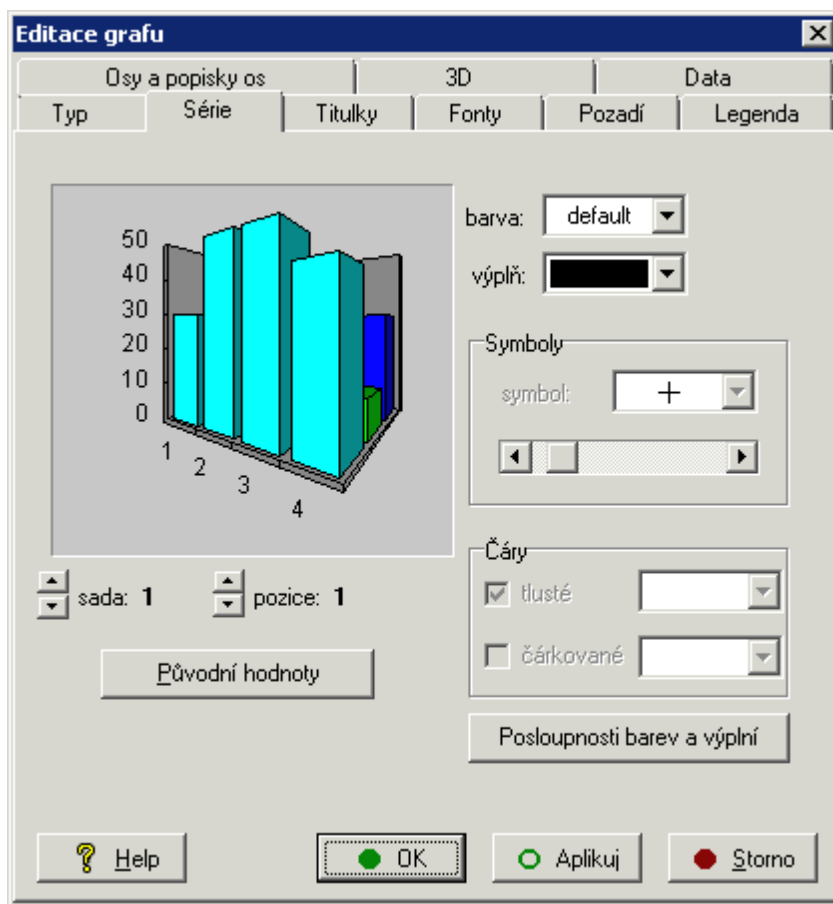 Editace grafu
Osy a popisky os 3D Data
Typ Série Titulky Fonty Pozadí Legenda
barva: default
výplň:
50
40
30
20
10
0
1
2
3
4
Symboly
symbol: +
sada: 1 pozice: 1
Původní hodnoty
Čáry
tlusté
čárkované
Posloupnosti barev a výplní
? Help OK Aplikuj Storno